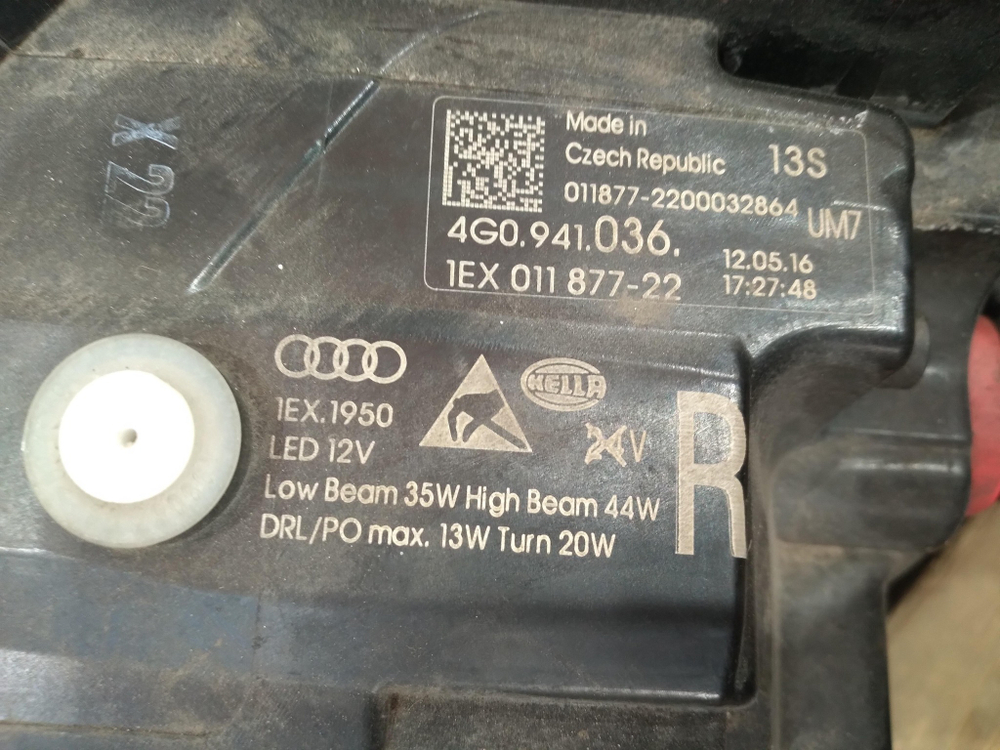 X 22
Made in
Czech Republic 13S
011877-2200032864 UM7
4G0.941.036. 12.05.16
1EX 011 877-22 17:27:48
HELLA
1EX.1950
LED 12V 24V
R
Low Beam 35W High Beam 44W
DRL/PO max. 13W Turn 20W